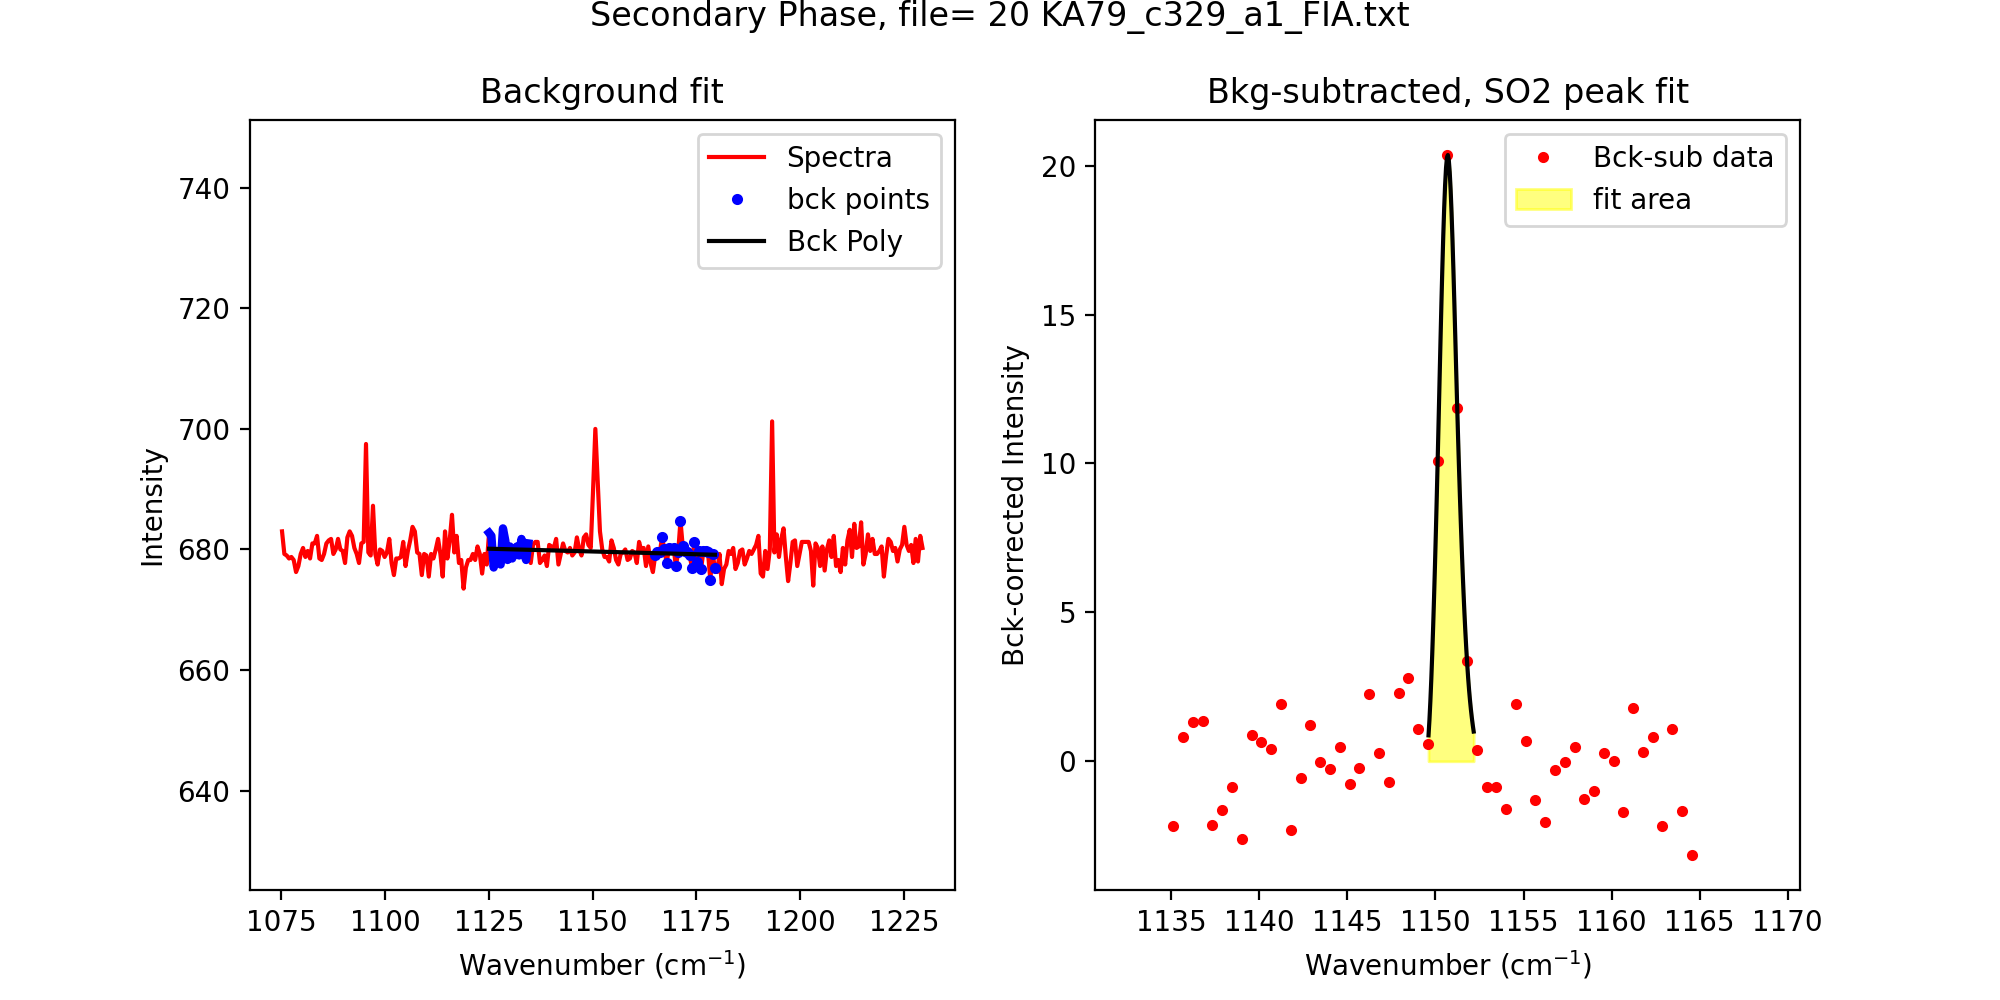 Secondary Phase, file= 20 KA79_c329_a1_FIA.txt
Background fit
Spectra
bck points
Bck Poly
Intensity
740
720
700
680
660
640
1075 1100 1125 1150 1175 1200 1225
Wavenumber (cm⁻¹)
Bkg-subtracted, SO2 peak fit
Bck-sub data
fit area
Bck-corrected Intensity
20
15
10
5
0
1135 1140 1145 1150 1155 1160 1165 1170
Wavenumber (cm⁻¹)